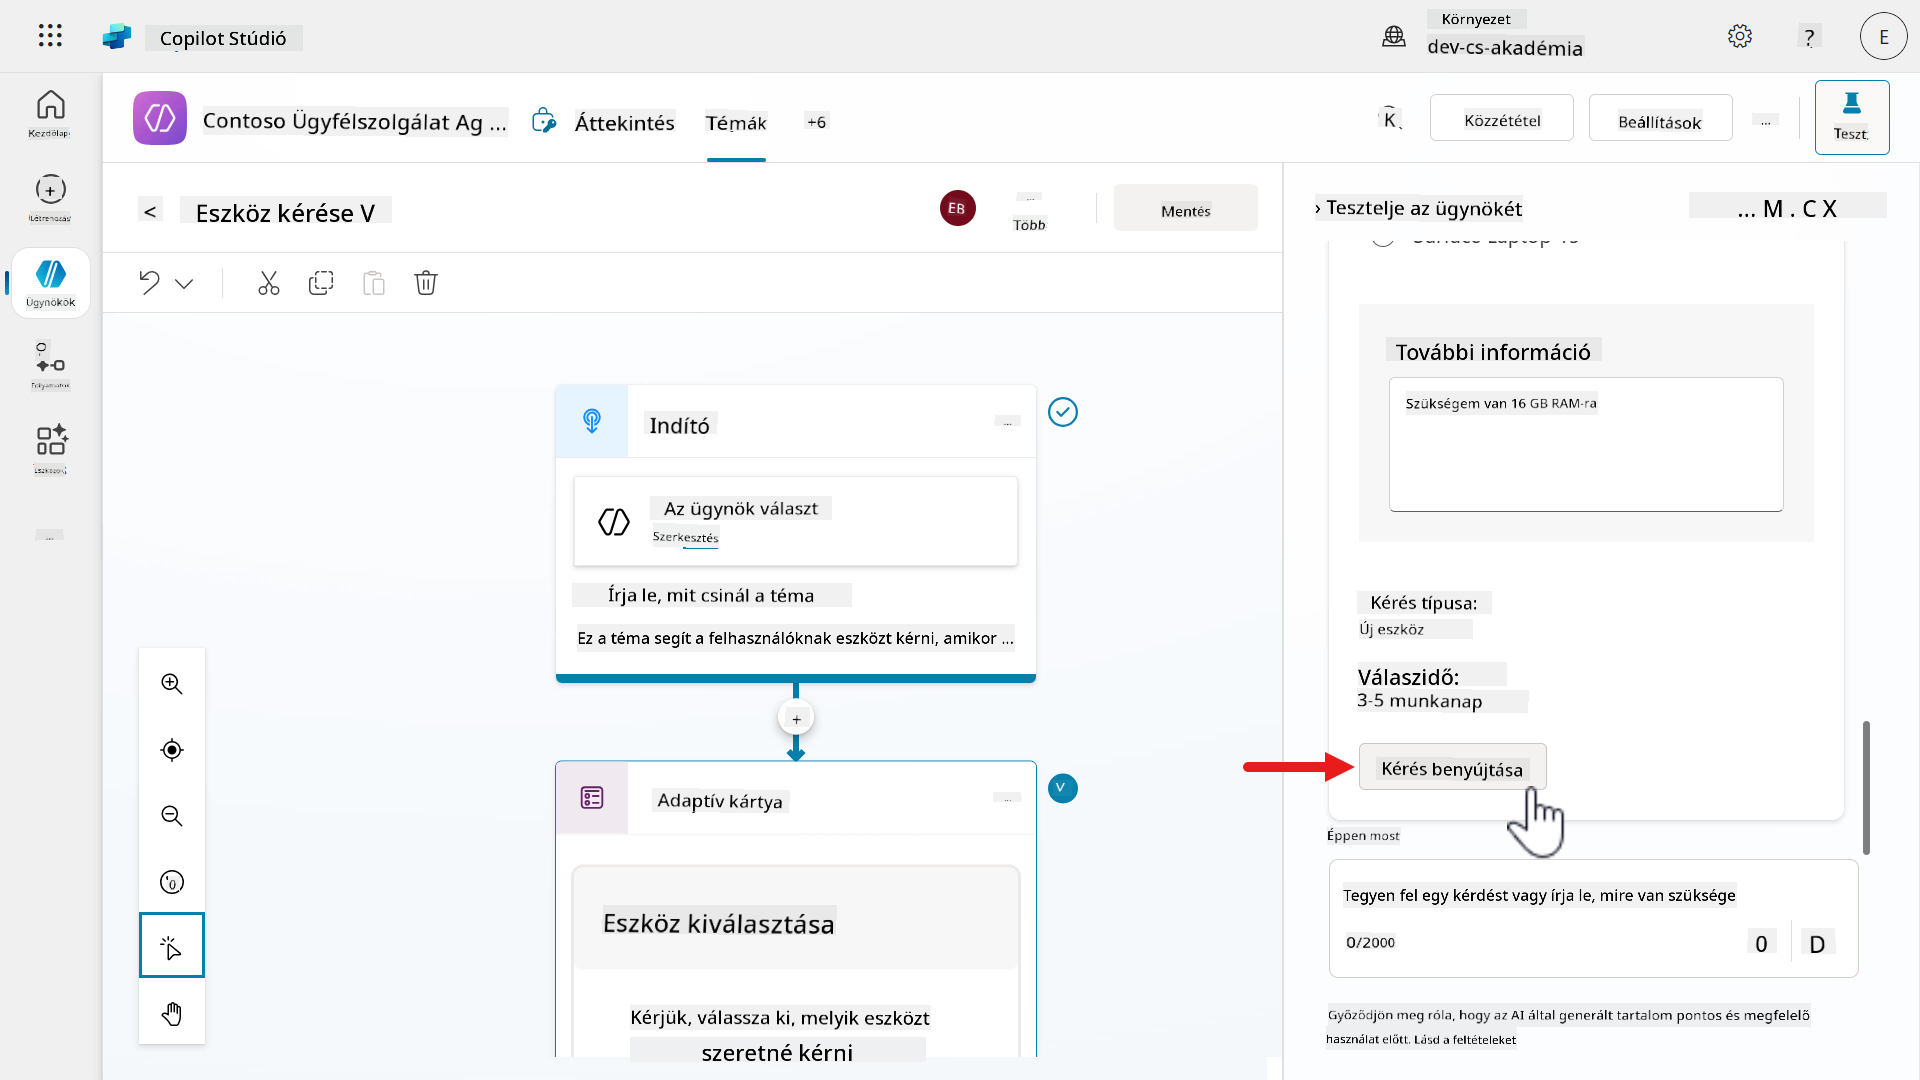 Copilot Stúdió
Környezet
dev-cs-akadémia
?
E
Kezdőlap
Létrehozás
Ügynökök
Folyamatok
Eszközök
...
Contoso Ügyfélszolgálat Ag ...
Áttekintés
Témák
+6
K
Közzététel
Beállítások
...
Teszt
<
Eszköz kérése V
EB
...
Több
Mentés
Indító
...
Az ügynök választ
Szerkesztés
Írja le, mit csinál a téma
Ez a téma segít a felhasználóknak eszközt kérni, amikor ...
+
Adaptív kártya
...
V
Eszköz kiválasztása
Kérjük, válassza ki, melyik eszközt
szeretné kérni
› Tesztelje az ügynökét
... M . C X
További információ
Szükségem van 16 GB RAM-ra
Kérés típusa:
Új eszköz
Válaszidő:
3-5 munkanap
Kérés benyújtása
Éppen most
Tegyen fel egy kérdést vagy írja le, mire van szüksége
0/2000
0
D
Győződjön meg róla, hogy az AI által generált tartalom pontos és megfelelő
használat előtt. Lásd a feltételeket